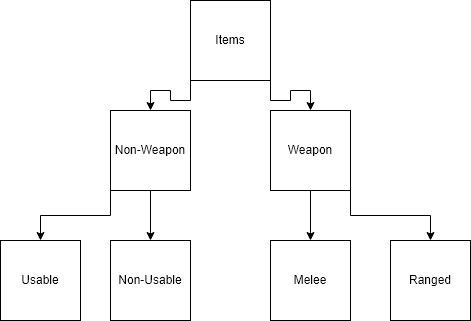 Items
Non-Weapon
Weapon
Usable
Non-Usable
Melee
Ranged